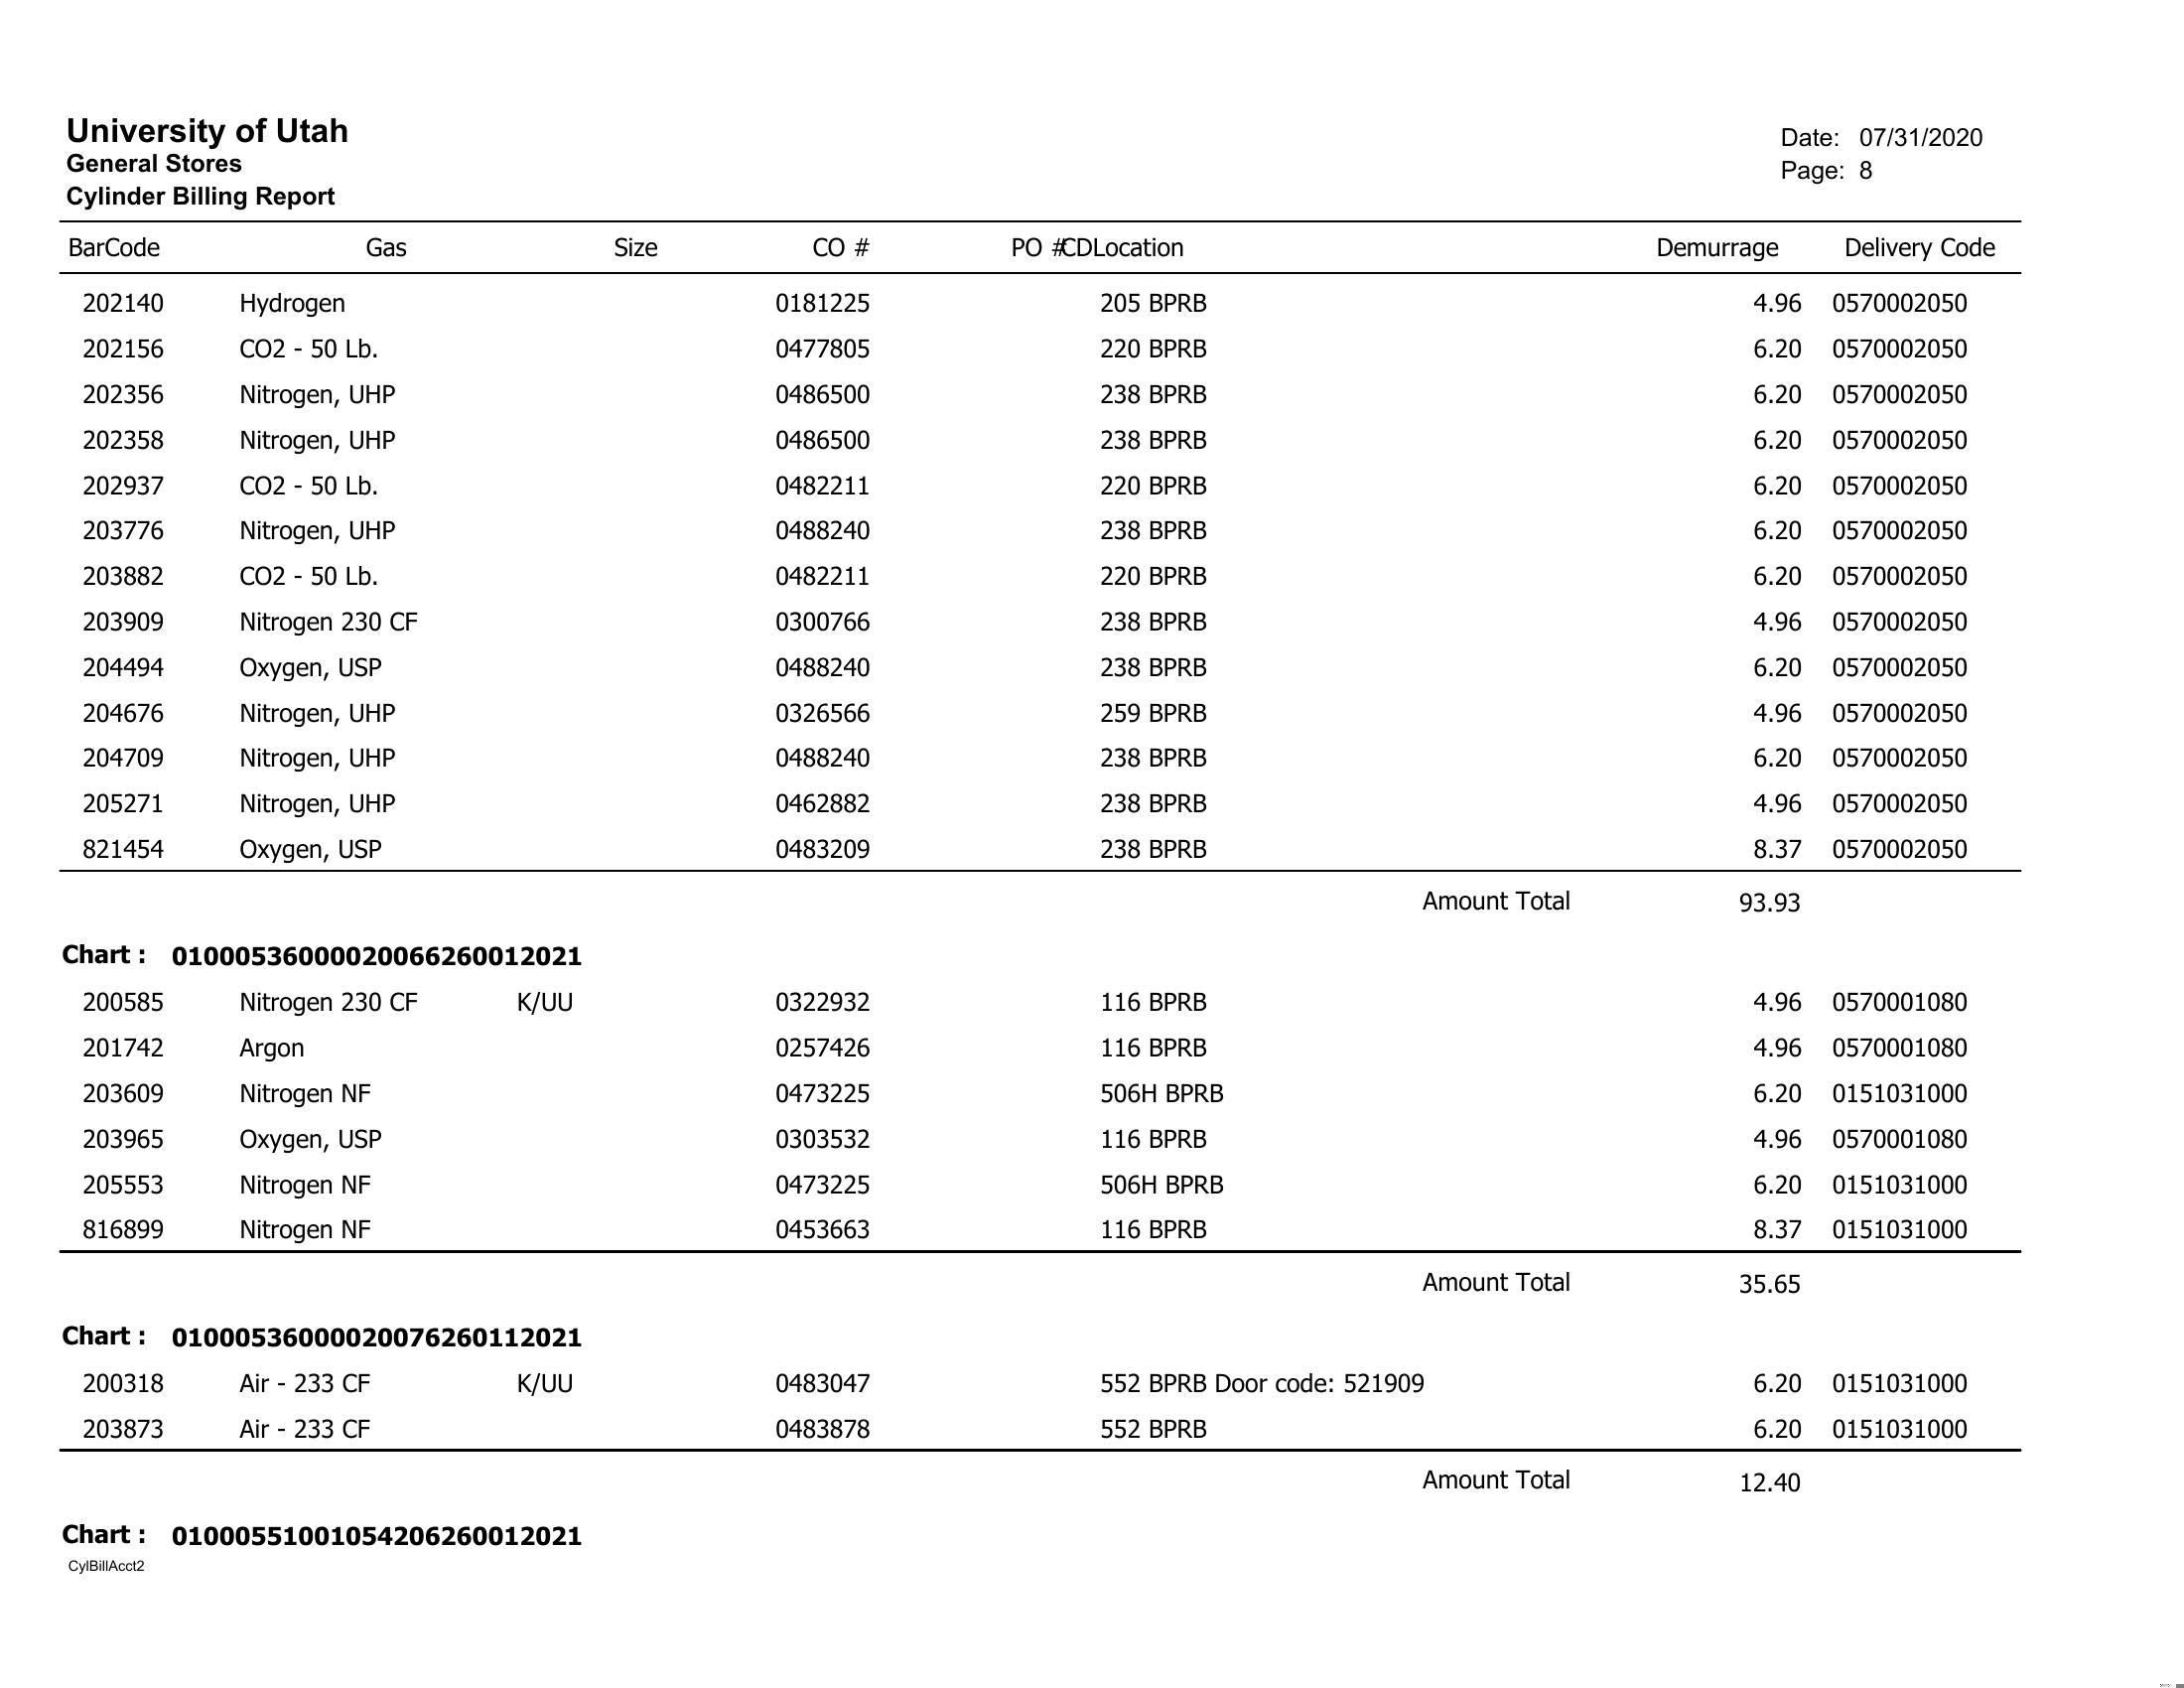 University of Utah
General Stores
Cylinder Billing Report
Date: 07/31/2020
Page: 8
BarCode Gas Size CO # PO #CDLocation Demurrage Delivery Code
202140 Hydrogen 0181225 205 BPRB 4.96 0570002050
202156 CO2 - 50 Lb. 0477805 220 BPRB 6.20 0570002050
202356 Nitrogen, UHP 0486500 238 BPRB 6.20 0570002050
202358 Nitrogen, UHP 0486500 238 BPRB 6.20 0570002050
202937 CO2 - 50 Lb. 0482211 220 BPRB 6.20 0570002050
203776 Nitrogen, UHP 0488240 238 BPRB 6.20 0570002050
203882 CO2 - 50 Lb. 0482211 220 BPRB 6.20 0570002050
203909 Nitrogen 230 CF 0300766 238 BPRB 4.96 0570002050
204494 Oxygen, USP 0488240 238 BPRB 6.20 0570002050
204676 Nitrogen, UHP 0326566 259 BPRB 4.96 0570002050
204709 Nitrogen, UHP 0488240 238 BPRB 6.20 0570002050
205271 Nitrogen, UHP 0462882 238 BPRB 4.96 0570002050
821454 Oxygen, USP 0483209 238 BPRB 8.37 0570002050
Amount Total 93.93
Chart : 01000536000020066260012021
200585 Nitrogen 230 CF K/UU 0322932 116 BPRB 4.96 0570001080
201742 Argon 0257426 116 BPRB 4.96 0570001080
203609 Nitrogen NF 0473225 506H BPRB 6.20 0151031000
203965 Oxygen, USP 0303532 116 BPRB 4.96 0570001080
205553 Nitrogen NF 0473225 506H BPRB 6.20 0151031000
816899 Nitrogen NF 0453663 116 BPRB 8.37 0151031000
Amount Total 35.65
Chart : 01000536000020076260112021
200318 Air - 233 CF K/UU 0483047 552 BPRB Door code: 521909 6.20 0151031000
203873 Air - 233 CF 0483878 552 BPRB 6.20 0151031000
Amount Total 12.40
Chart : 01000551001054206260012021
CylBillAcct2